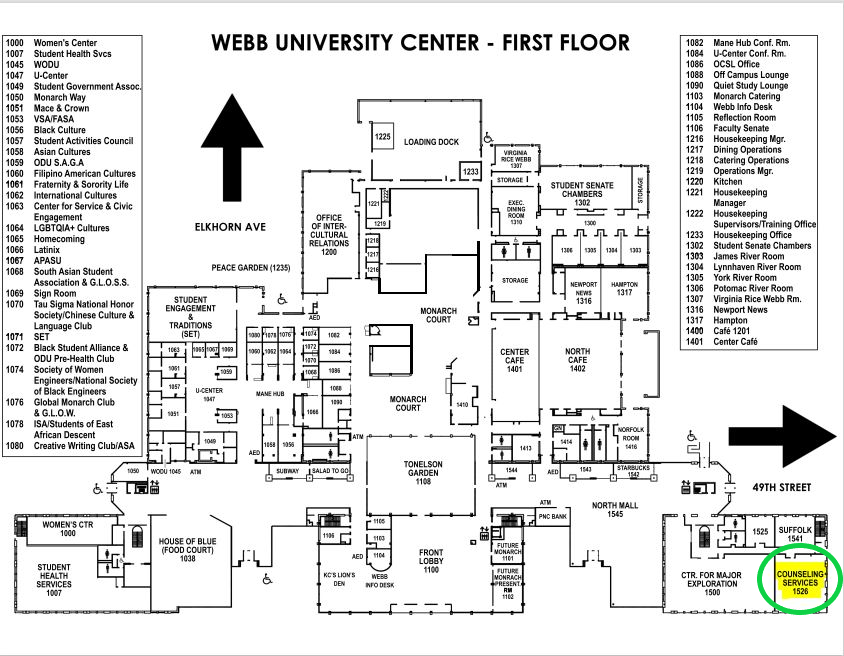 WEBB UNIVERSITY CENTER - FIRST FLOOR
1000 Women's Center
1007 Student Health Svcs
1045 WODU
1047 U-Center
1049 Student Government Assoc.
1050 Monarch Way
1051 Mace & Crown
1053 VSA/FASA
1056 Black Culture
1057 Student Activities Council
1058 Asian Cultures
1059 ODU S.A.G.A
1060 Filipino American Cultures
1061 Fraternity & Sorority Life
1062 International Cultures
1063 Center for Service & Civic
Engagement
1064 LGBTQIA+ Cultures
1065 Homecoming
1066 Latinix
1067 APASU
1068 South Asian Student
Association & G.L.O.S.S.
1069 Sign Room
1070 Tau Sigma National Honor
Society/Chinese Culture &
Language Club
1071 SET
1072 Black Student Alliance &
ODU Pre-Health Club
1074 Society of Women
Engineers/National Society
of Black Engineers
1076 Global Monarch Club
& G.L.O.W.
1078 ISA/Students of East
African Descent
1080 Creative Writing Club/ASA
1082 Mane Hub Conf. Rm.
1084 U-Center Conf. Rm.
1086 OCSL Office
1088 Off Campus Lounge
1090 Quiet Study Lounge
1103 Monarch Catering
1104 Webb Info Desk
1105 Reflection Room
1106 Faculty Senate
1216 Housekeeping Mgr.
1217 Dining Operations
1218 Catering Operations
1219 Operations Mgr.
1220 Kitchen
1221 Housekeeping
Manager
1222 Housekeeping
Supervisors/Training Office
1233 Housekeeping Office
1302 Student Senate Chambers
1303 James River Room
1304 Lynnhaven River Room
1305 York River Room
1306 Potomac River Room
1307 Virginia Rice Webb Rm.
1316 Newport News
1317 Hampton
1400 Café 1201
1401 Center Café
ELKHORN AVE
PEACE GARDEN (1235)
1225
LOADING DOCK
1233
VIRGINIA
RICE WEBB
1307
STORAGE
EXEC.
DINING
ROOM
1310
STUDENT SENATE
CHAMBERS
1302
STORAGE
1300
1306
1305
1304
1303
STORAGE
NEWPORT
NEWS
1316
HAMPTON
1317
OFFICE
OF INTER-
CULTURAL
RELATIONS
1200
1221
1222
1219
1218
1217
1216
AED
MONARCH
COURT
STUDENT
ENGAGEMENT
&
TRADITIONS
(SET)
1063
1065
1067
1069
1061
1059
1057
U-CENTER
1047
1051
1053
1049
1080
1078
1076
1074
1082
1060
1062
1064
1072
1084
1070
1068
1086
MANE HUB
1088
1066
1090
1058
1056
AED
ATM
MONARCH
COURT
1410
CENTER
CAFE
1401
NORTH
CAFE
1402
GN
1414
NORFOLK
ROOM
1416
1413
1544
ATM
AED
1543
STARBUCKS
1542
1050
WODU 1045
ATM
SUBWAY
SALAD TO GO
TONELSON
GARDEN
1108
49TH STREET
NORTH MALL
1545
ATM
PNC BANK
WOMEN'S CTR
1000
HOUSE OF BLUE
(FOOD COURT)
1038
STUDENT
HEALTH
SERVICES
1007
1106
1105
1103
1104
AED
KC'S LION'S
DEN
WEBB
INFO DESK
FRONT
LOBBY
1100
FUTURE
MONARCH
1101
FUTURE
MONRACH
PRESENT.
RM
1102
1525
SUFFOLK
1541
CTR. FOR MAJOR
EXPLORATION
1500
COUNSELING
SERVICES
1526